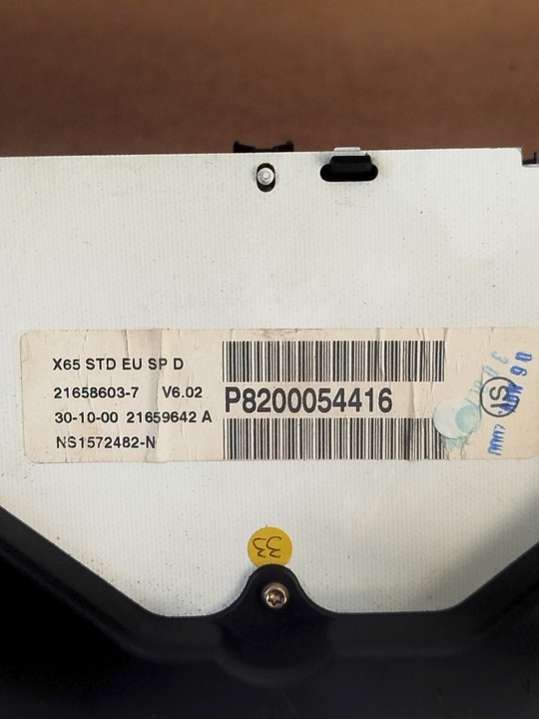 X65 STD EU SP D
21658603-7 V6.02
30-10-00 21659642 A
NS1572482-N
P8200054416
S
33